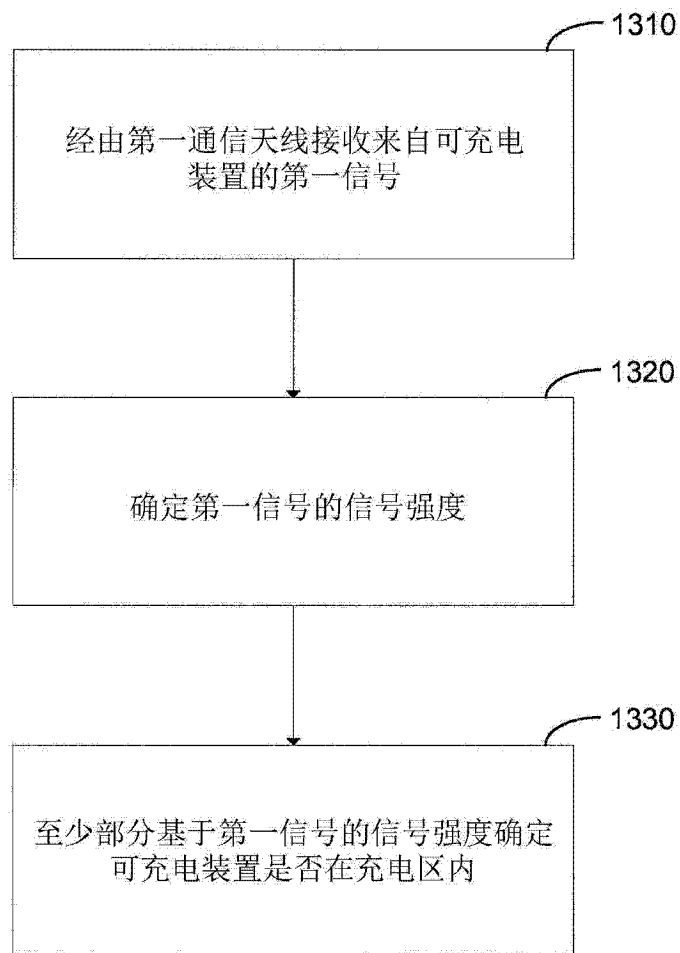 1310
经由第一通信天线接收来自可充电
装置的第一信号
1320
确定第一信号的信号强度
1330
至少部分基于第一信号的信号强度确定
可充电装置是否在充电区内